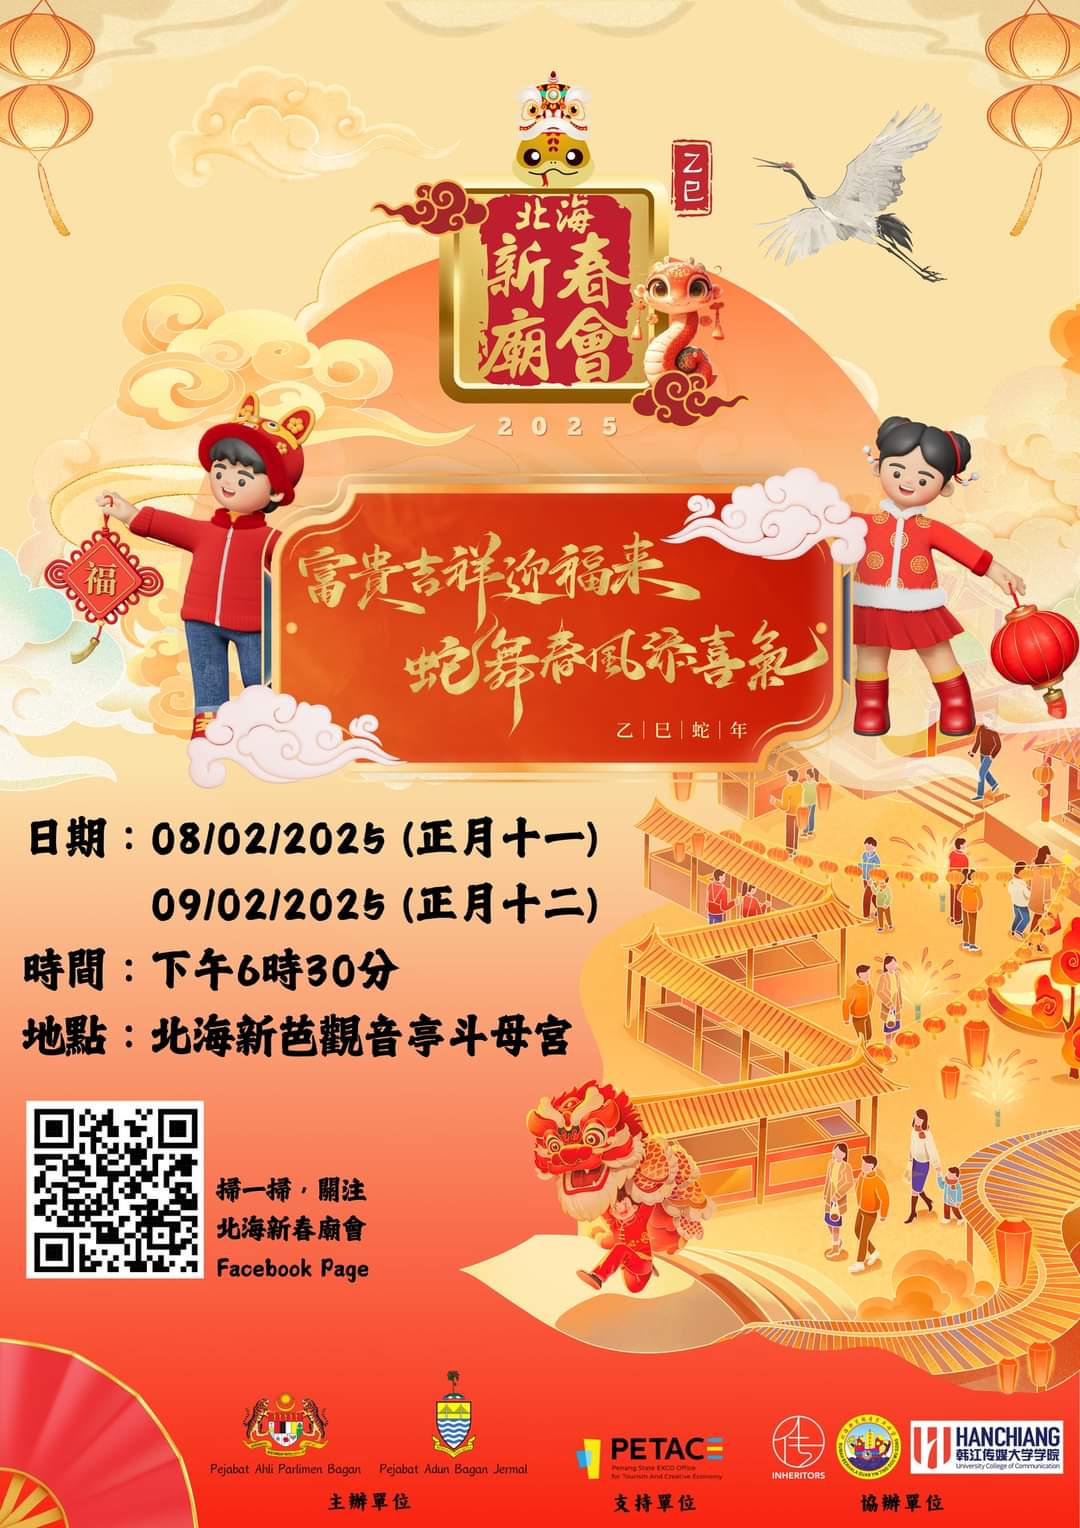 乙巳
北海
新春
廟會
2025
福
富貴吉祥迎福来
蛇舞春風添喜氣
乙|巳|蛇|年
日期：08/02/2025 (正月十一)
09/02/2025 (正月十二)
時間：下午6時30分
地點：北海新芭觀音亭斗母宮
掃一掃，關注
北海新春廟會
Facebook Page
Pejabat Ahli Parlimen Bagan
Pejabat Adun Bagan Jermal
主辦單位
PETACE
Penang State EXCO Office
for Tourism And Creative Economy
支持單位
传
INHERITORS
HANCHIANG
韩江传媒大学学院
University College of Communication
協辦單位